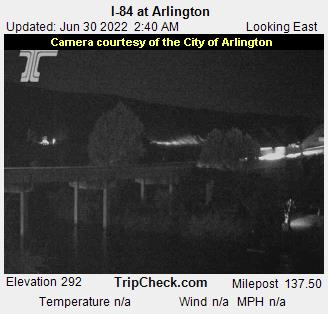 I-84 at Arlington
Updated: Jun 30 2022 2:40 AM Looking East
Camera courtesy of the City of Arlington
Elevation 292 TripCheck.com Milepost 137.50
Temperature n/a Wind n/a MPH n/a